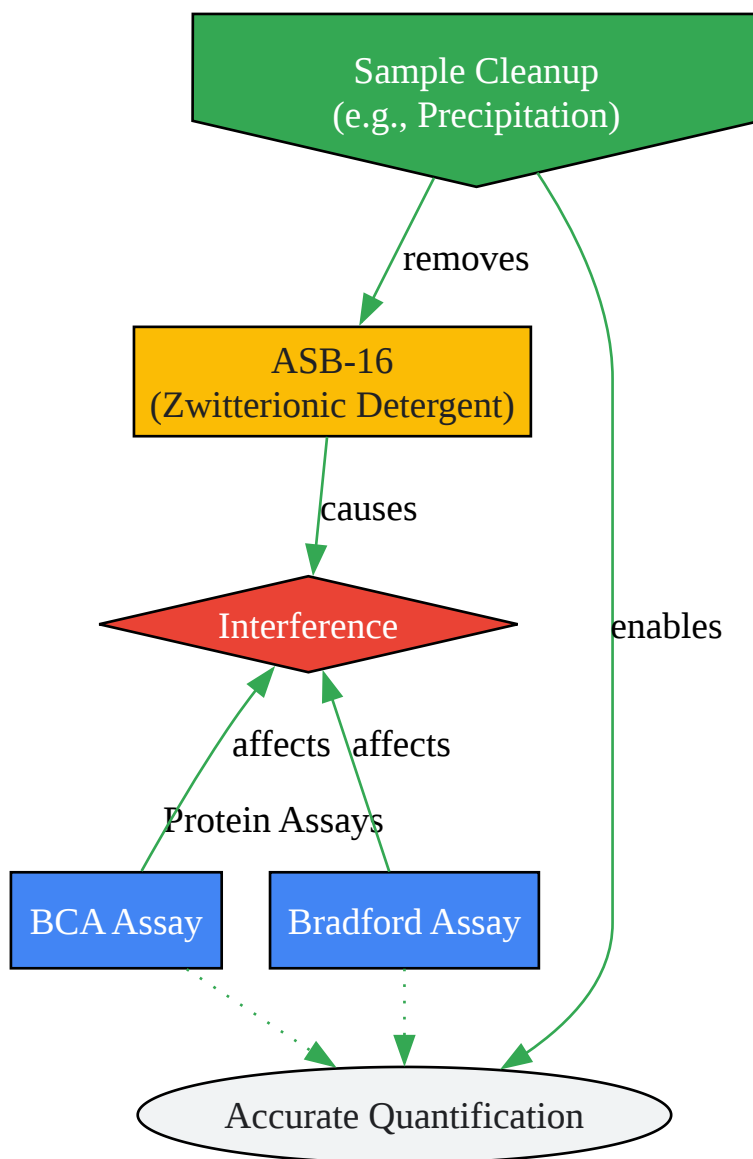 Sample Cleanup
(e.g., Precipitation)
removes
ASB-16
(Zwitterionic Detergent)
causes
Interference
enables
affects
affects
Protein Assays
BCA Assay
Bradford Assay
Accurate Quantification